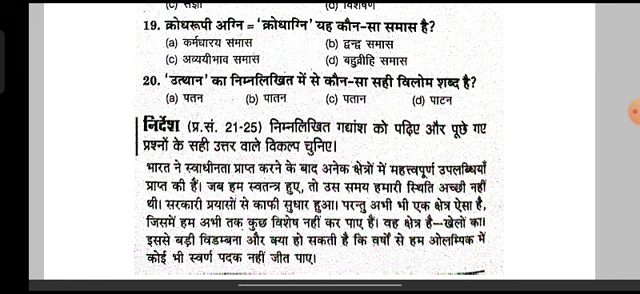 (c) संज्ञा (d) विशेषण
19. क्रोधरूपी अग्नि = 'क्रोधाग्नि' यह कौन-सा समास है?
(a) कर्मधारय समास (b) द्वन्द्व समास
(c) अव्ययीभाव समास (d) बहुव्रीहि समास
20. 'उत्थान' का निम्नलिखित में से कौन-सा सही विलोम शब्द है?
(a) पतन (b) पातन (c) पतान (d) पाटन
निर्देश (प्र.सं. 21-25) निम्नलिखित गद्यांश को पढ़िए और पूछे गए
प्रश्नों के सही उत्तर वाले विकल्प चुनिए।
भारत ने स्वाधीनता प्राप्त करने के बाद अनेक क्षेत्रों में महत्त्वपूर्ण उपलब्धियाँ
प्राप्त की हैं। जब हम स्वतन्त्र हुए, तो उस समय हमारी स्थिति अच्छी नहीं
थी। सरकारी प्रयासों से काफी सुधार हुआ। परन्तु अभी भी एक क्षेत्र ऐसा है,
जिसमें हम अभी तक कुछ विशेष नहीं कर पाए हैं। वह क्षेत्र है—खेलों का।
इससे बड़ी विडम्बना और क्या हो सकती है कि वर्षों से हम ओलम्पिक में
कोई भी स्वर्ण पदक नहीं जीत पाए।